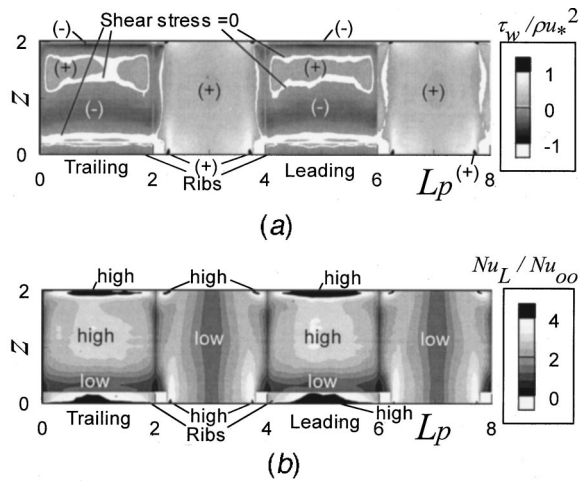 Shear stress =0
(-)
(-)
τw /ρu*²
2
(+)
(+)
1
Z
(+)
(+)
0
(-)
(-)
-1
0
0
Trailing
2
(+)
Ribs
4
Leading
6
Lp
(+)
8
(a)
high
high
high
NuL / Nuoo
2
4
Z
high
low
high
low
2
low
low
0
0
0
Trailing
2
high
Ribs
4
Leading
high
6
Lp
8
(b)